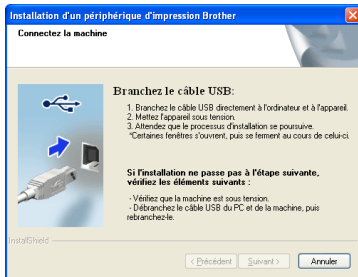 Installation d'un périphérique d'impression Brother
Connectez la machine
Branchez le câble USB:
1. Branchez le câble USB directement à l'ordinateur et à l'appareil.
2. Mettez l'appareil sous tension.
3. Attendez que le processus d'installation se poursuive.
*Certaines fenêtres s'ouvrent, puis se ferment au cours de celui-ci.
Si l'installation ne passe pas à l'étape suivante,
vérifiez les éléments suivants :
- Vérifiez que la machine est sous tension.
- Débranchez le câble USB du PC et de la machine, puis
rebranchez-le.
InstallShield
< Précédent Suivant > Annuler